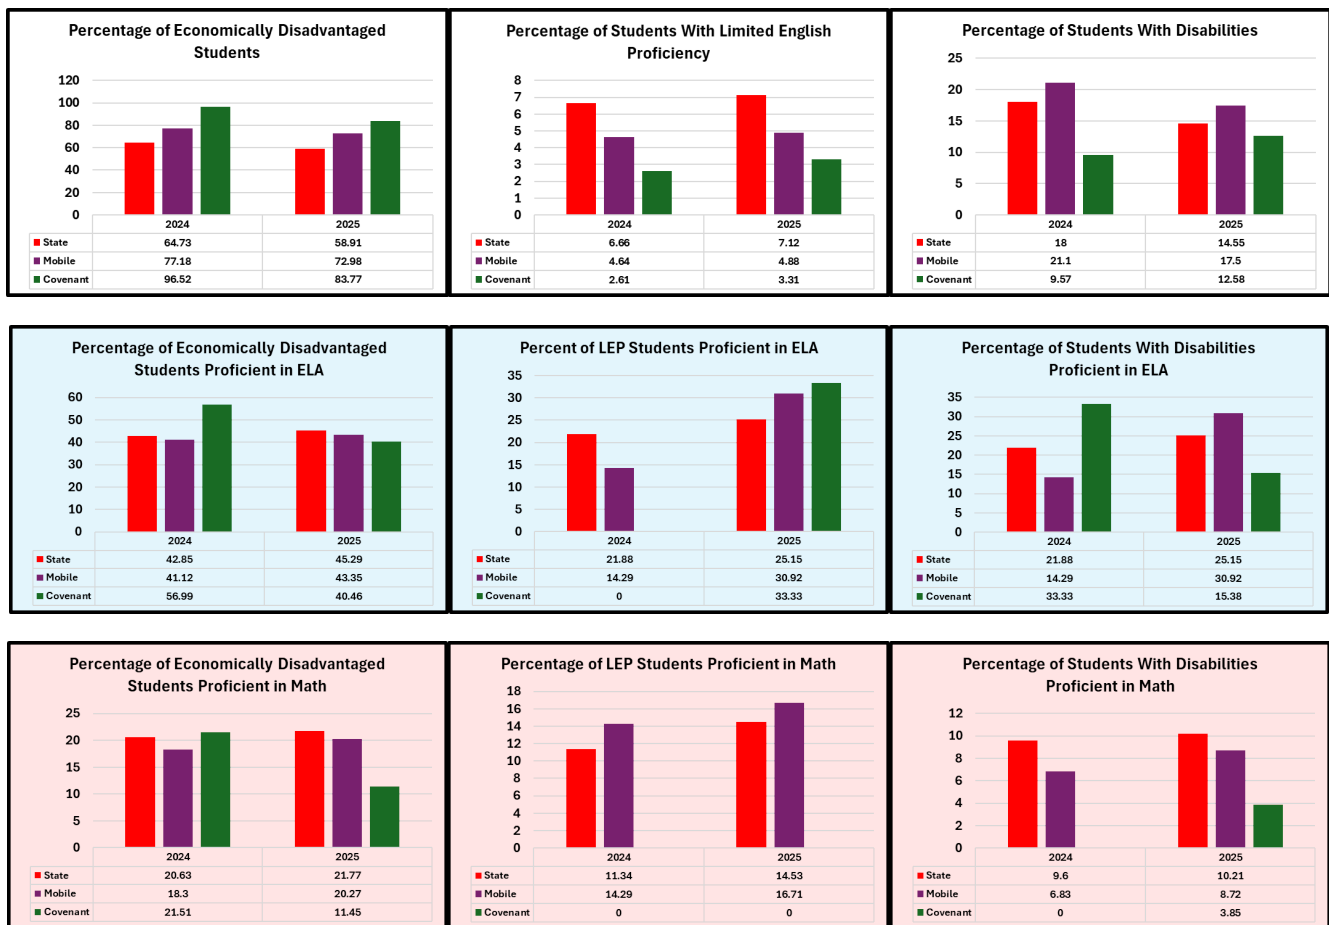 Percentage of Economically Disadvantaged
Students
120
100
80
60
40
20
0
2024 2025
State 64.73 58.91
Mobile 77.18 72.98
Covenant 96.52 83.77
Percentage of Students With Limited English
Proficiency
8
7
6
5
4
3
2
1
0
2024 2025
State 6.66 7.12
Mobile 4.64 4.88
Covenant 2.61 3.31
Percentage of Students With Disabilities
25
20
15
10
5
0
2024 2025
State 18 14.55
Mobile 21.1 17.5
Covenant 9.57 12.58
Percentage of Economically Disadvantaged
Students Proficient in ELA
60
50
40
30
20
10
0
2024 2025
State 42.85 45.29
Mobile 41.12 43.35
Covenant 56.99 40.46
Percent of LEP Students Proficient in ELA
35
30
25
20
15
10
5
0
2024 2025
State 21.88 25.15
Mobile 14.29 30.92
Covenant 0 33.33
Percentage of Students With Disabilities
Proficient in ELA
35
30
25
20
15
10
5
0
2024 2025
State 21.88 25.15
Mobile 14.29 30.92
Covenant 33.33 15.38
Percentage of Economically Disadvantaged
Students Proficient in Math
25
20
15
10
5
0
2024 2025
State 20.63 21.77
Mobile 18.3 20.27
Covenant 21.51 11.45
Percentage of LEP Students Proficient in Math
18
16
14
12
10
8
6
4
2
0
2024 2025
State 11.34 14.53
Mobile 14.29 16.71
Covenant 0 0
Percentage of Students With Disabilities
Proficient in Math
12
10
8
6
4
2
0
2024 2025
State 9.6 10.21
Mobile 6.83 8.72
Covenant 0 3.85